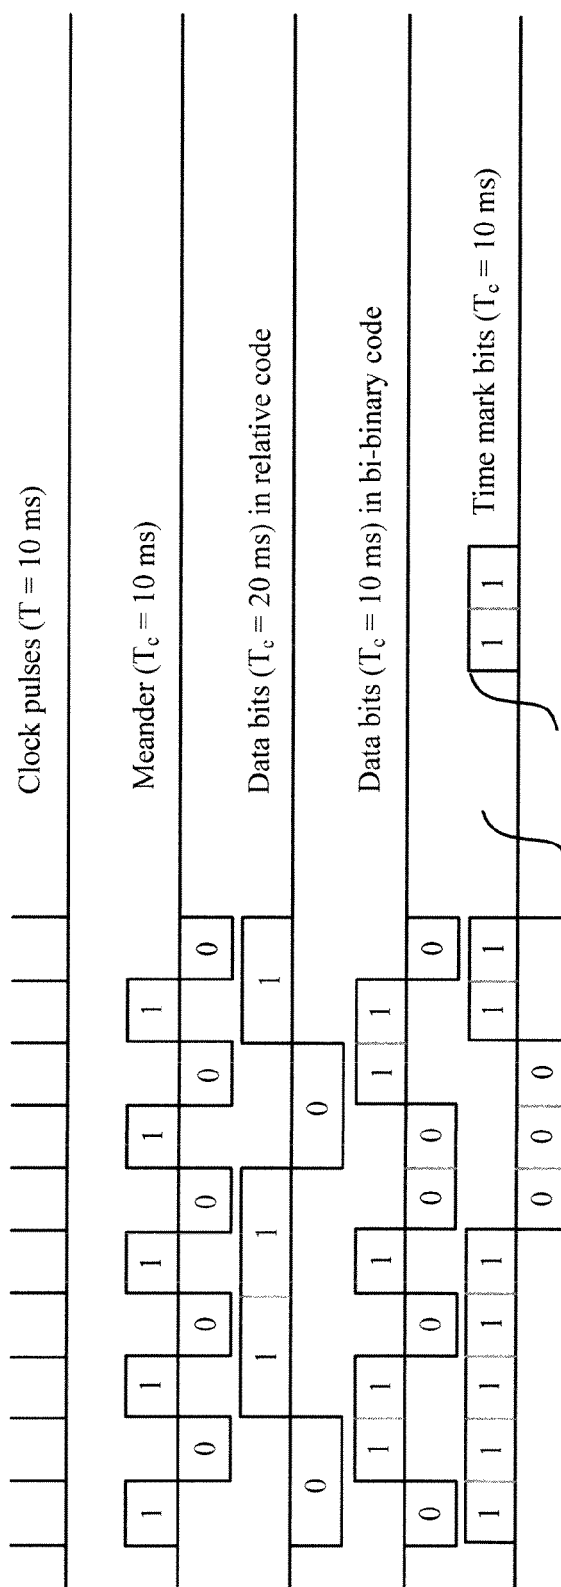 Clock pulses (T = 10 ms)
1 0 1 0 1 0 1 0 1 0 Meander (T_c = 10 ms)
0 1 1 0 1 Data bits (T_c = 20 ms) in relative code
0 1 1 0 1 0 0 1 1 0 Data bits (T_c = 10 ms) in bi-binary code
1 1 1 1 1 0 0 0 1 1 1 1 Time mark bits (T_c = 10 ms)